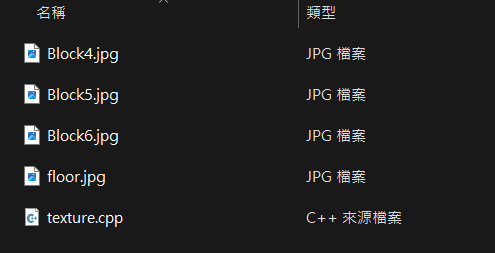 名稱 類型
Block4.jpg JPG 檔案
Block5.jpg JPG 檔案
Block6.jpg JPG 檔案
floor.jpg JPG 檔案
texture.cpp C++ 來源檔案